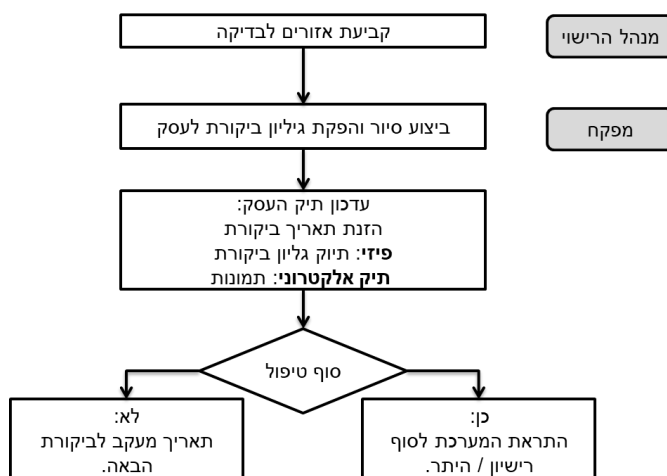 קביעת אזורים לבדיקה
מנהל הרישוי
ביצוע סיור והפקת גיליון ביקורת לעסק
מפקח
עדכון תיק העסק:
הזנת תאריך ביקורת
פיזי: תיוק גליון ביקורת
תיק אלקטרוני: תמונות
סוף טיפול
כן:
התראת המערכת לסוף
רישיון / היתר.
לא:
תאריך מעקב לביקורת
הבאה.